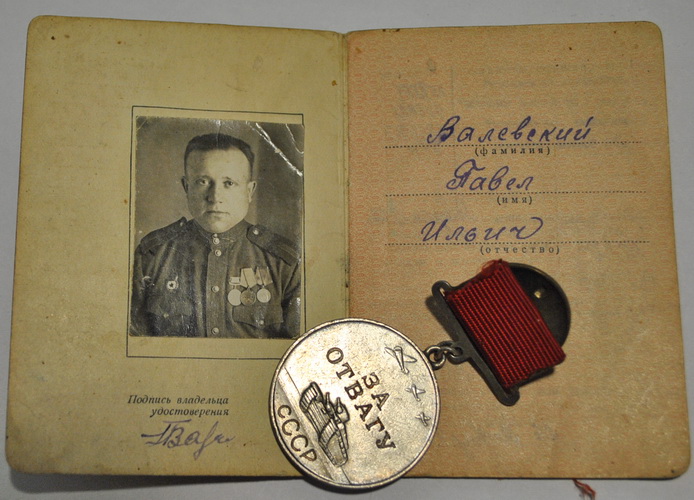 Подпись владельца
удостоверения
Валевский
(фамилия)
Павел
(имя)
Ильич
(отчество)
ЗА
ОТВАГУ
СССР